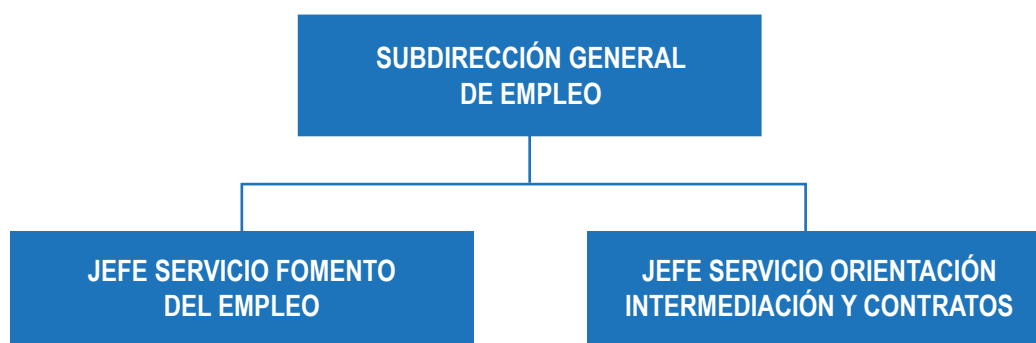 SUBDIRECCIÓN GENERAL
DE EMPLEO
JEFE SERVICIO FOMENTO
DEL EMPLEO
JEFE SERVICIO ORIENTACIÓN
INTERMEDIACIÓN Y CONTRATOS